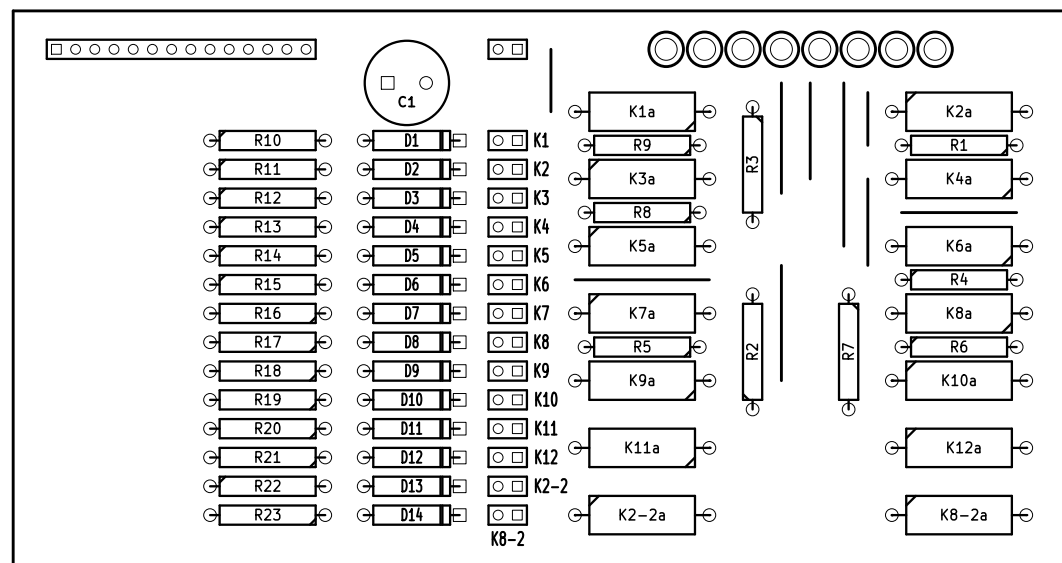 C1
K1a
K2a
R10
D1
K1
R9
R3
R1
R11
D2
K2
K3a
K4a
R12
D3
K3
R8
R13
D4
K4
K5a
K6a
R14
D5
K5
R15
D6
K6
R4
R16
D7
K7
K7a
K8a
R17
D8
K8
R5
R2
R7
R6
R18
D9
K9
K9a
K10a
R19
D10
K10
R20
D11
K11
K11a
K12a
R21
D12
K12
R22
D13
K2-2
R23
D14
K2-2a
K8-2a
K8-2